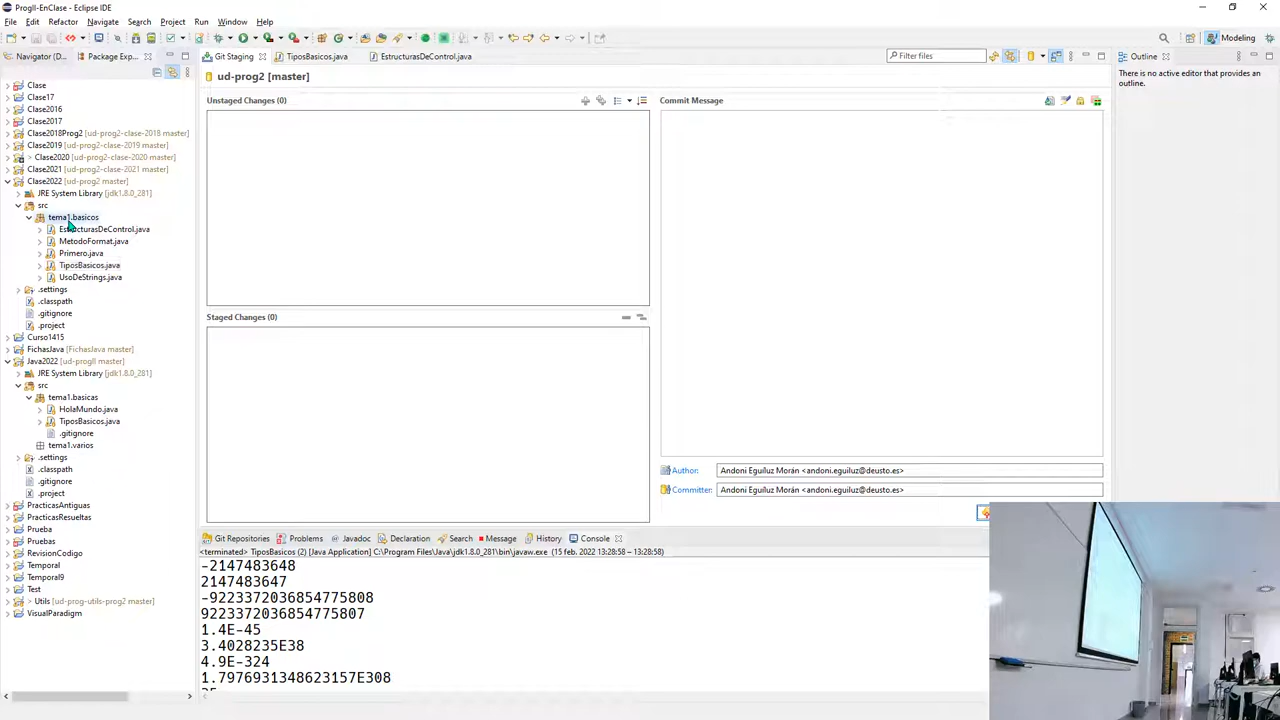 ProgII-EnClase - Eclipse IDE
File Edit Refactor Navigate Search Project Run Window Help
Modeling
Navigator (D... Package Exp...
Git Staging TiposBasicos.java EstructurasDeControl.java
Filter files
Outline
ud-prog2 [master]
There is no active editor that provides an
outline.
Clase
Clase17
Clase2016
Clase2017
Clase2018Prog2 [ud-prog2-clase-2018 master]
Clase2019 [ud-prog2-clase-2019 master]
> Clase2020 [ud-prog2-clase-2020 master]
Clase2021 [ud-prog2-clase-2021 master]
Clase2022 [ud-prog2 master]
JRE System Library [jdk1.8.0_281]
src
tema1.basicos
EstructurasDeControl.java
MetodoFormat.java
Primero.java
TiposBasicos.java
UsoDeStrings.java
.settings
.classpath
.gitignore
.project
Curso1415
FichasJava [FichasJava master]
Java2022 [ud-progII master]
JRE System Library [jdk1.8.0_281]
src
tema1.basicas
HolaMundo.java
TiposBasicos.java
.gitignore
tema1.varios
.settings
.classpath
.gitignore
.project
PracticasAntiguas
PracticasResueltas
Prueba
Pruebas
RevisionCodigo
Temporal
Temporal9
Test
> Utils [ud-prog-utils-prog2 master]
VisualParadigm
Unstaged Changes (0)
Staged Changes (0)
Commit Message
Author: Andoni Eguíluz Morán <andoni.eguiluz@deusto.es>
Committer: Andoni Eguíluz Morán <andoni.eguiluz@deusto.es>
Git Repositories Problems Javadoc Declaration Search Message History Console
<terminated> TiposBasicos (2) [Java Application] C:\Program Files\Java\jdk1.8.0_281\bin\javaw.exe (15 feb. 2022 13:28:58 – 13:28:58)
-2147483648
2147483647
-9223372036854775808
9223372036854775807
1.4E-45
3.4028235E38
4.9E-324
1.7976931348623157E308